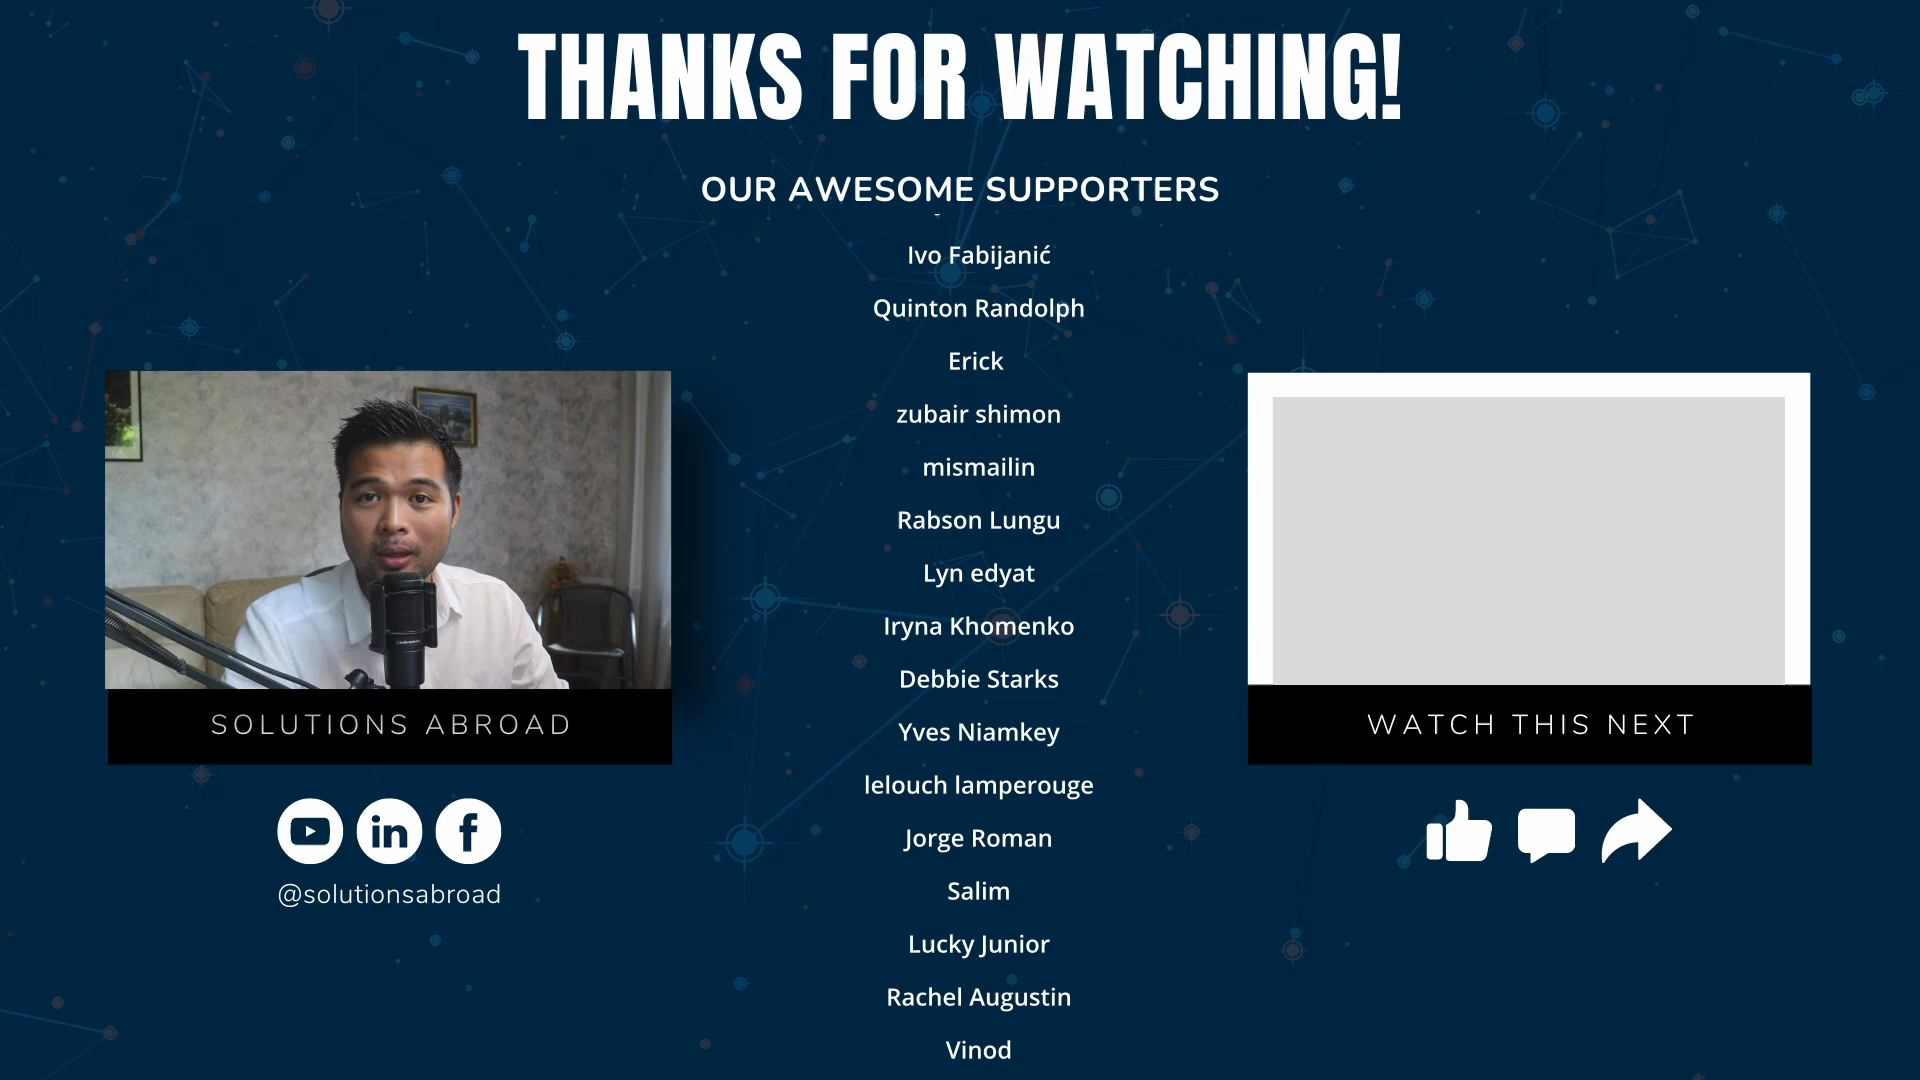 THANKS FOR WATCHING!
OUR AWESOME SUPPORTERS
Ivo Fabijanić
Quinton Randolph
Erick
zubair shimon
mismailin
Rabson Lungu
Lyn edyat
Iryna Khomenko
Debbie Starks
Yves Niamkey
lelouch lamperouge
Jorge Roman
Salim
Lucky Junior
Rachel Augustin
Vinod
SOLUTIONS ABROAD
in f
@solutionsabroad
WATCH THIS NEXT